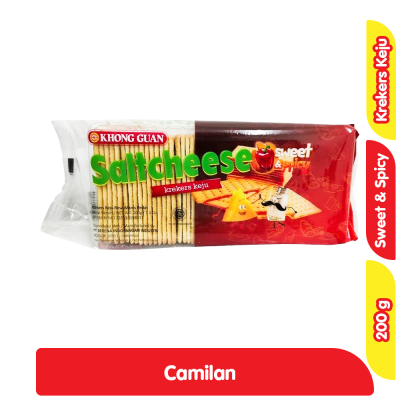 KHONG GUAN
Saltcheese
sweet
& spicy
krekers keju
Krekers Keju
Sweet & Spicy
200 g
Camilan